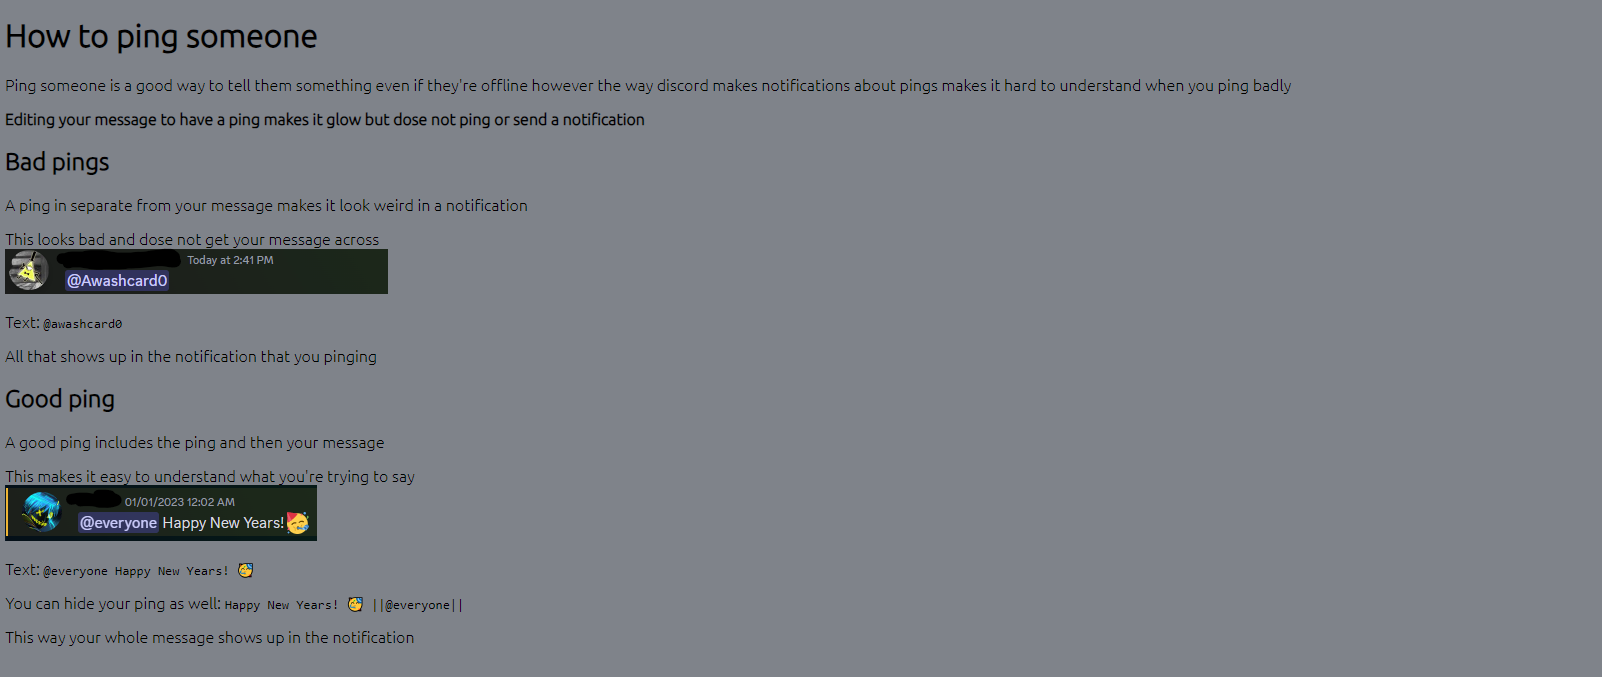 How to ping someone
Ping someone is a good way to tell them something even if they're offline however the way discord makes notifications about pings makes it hard to understand when you ping badly
Editing your message to have a ping makes it glow but dose not ping or send a notification
Bad pings
A ping in separate from your message makes it look weird in a notification
This looks bad and dose not get your message across
Today at 2:41 PM
@Awashcard0
Text: @awashcard0
All that shows up in the notification that you pinging
Good ping
A good ping includes the ping and then your message
This makes it easy to understand what you're trying to say
01/01/2023 12:02 AM
@everyone Happy New Years! 🥳
Text: @everyone Happy New Years! 🥳
You can hide your ping as well: Happy New Years! 🥳 ||@everyone||
This way your whole message shows up in the notification